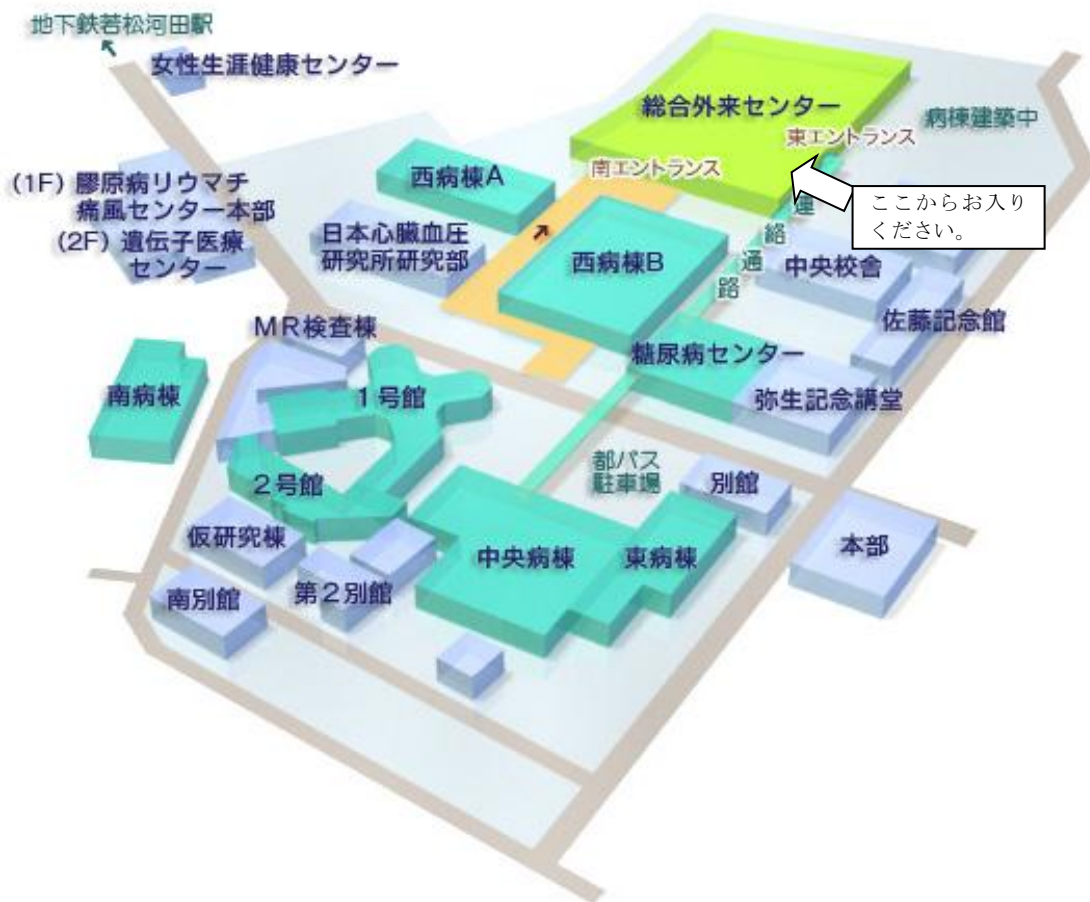 地下鉄若松河田駅
女性生涯健康センター
総合外来センター
病棟建築中
東エントランス
南エントランス
西病棟A
(1F) 膠原病リウマチ
痛風センター本部
(2F) 遺伝子医療
センター
日本心臓血圧
研究所研究部
西病棟B
連絡通路
ここからお入り
ください。
中央校舎
佐藤記念館
MR検査棟
糖尿病センター
南病棟
1号館
弥生記念講堂
2号館
都バス
駐車場
別館
仮研究棟
中央病棟
東病棟
本部
南別館
第2別館